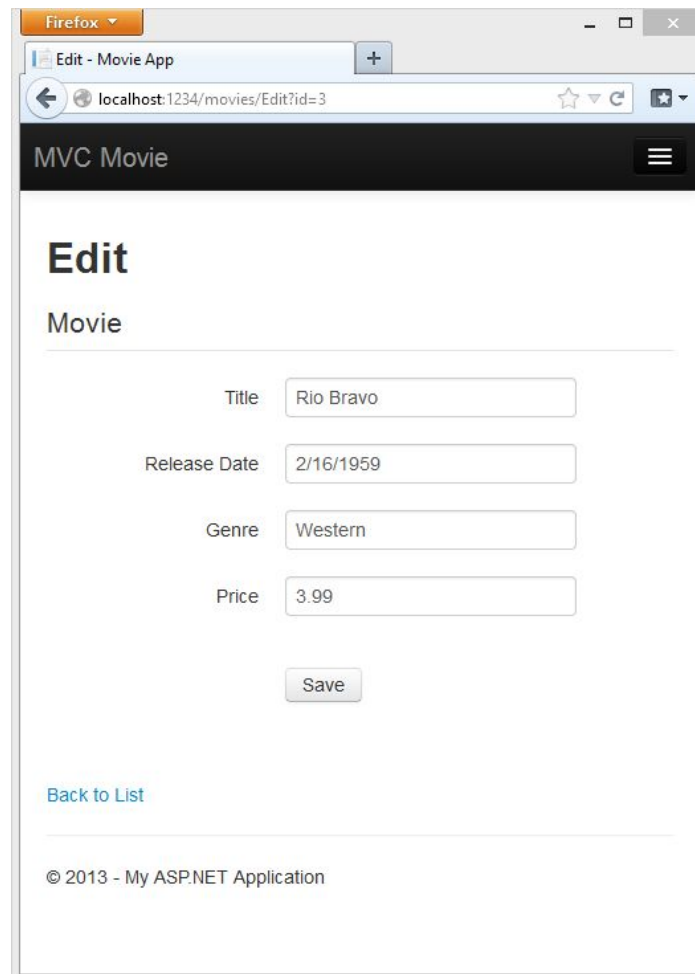 Firefox
Edit - Movie App
localhost:1234/movies/Edit?id=3
MVC Movie
Edit
Movie
Title Rio Bravo
Release Date 2/16/1959
Genre Western
Price 3.99
Save
Back to List
© 2013 - My ASP.NET Application